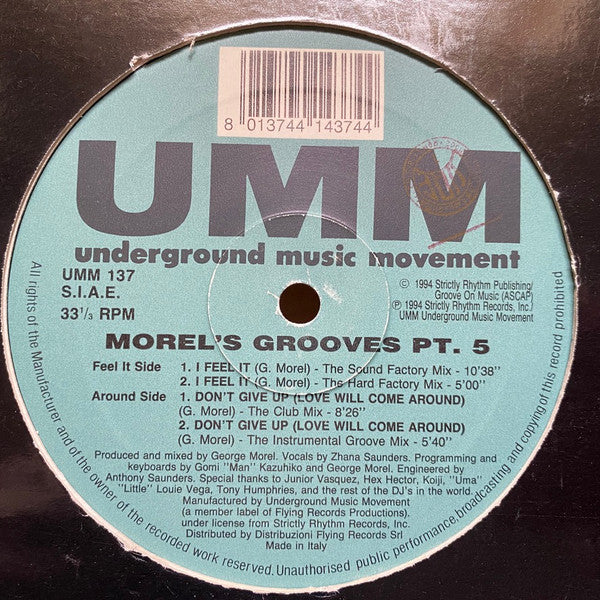 8 013744 143744
UMM
underground music movement
UMM 137
S.I.A.E.
33 1/3 RPM
© 1994 Strictly Rhythm Publishing/
Groove On Music (ASCAP)
℗ 1994 Strictly Rhythm Records, Inc./
UMM Underground Music Movement
MOREL'S GROOVES PT. 5
Feel It Side 1. I FEEL IT (G. Morel) - The Sound Factory Mix - 10'38"
2. I FEEL IT (G. Morel) - The Hard Factory Mix - 5'00"
Around Side 1. DON'T GIVE UP (LOVE WILL COME AROUND)
(G. Morel) - The Club Mix - 8'26"
2. DON'T GIVE UP (LOVE WILL COME AROUND)
(G. Morel) - The Instrumental Groove Mix - 5'40"
Produced and mixed by George Morel. Vocals by Zhana Saunders. Programming and
keyboards by Gomi "Man" Kazuhiko and George Morel. Engineered by
Anthony Saunders. Special thanks to Junior Vasquez, Hex Hector, Koiji, "Uma"
"Little" Louie Vega, Tony Humphries, and the rest of the DJ's in the world.
Manufactured by Underground Music Movement
(a member label of Flying Records Productions).
under license from Strictly Rhythm Records, Inc.
Distributed by Distribuzioni Flying Records Srl
Made in Italy
All rights of the Manufacturer and of the owner of the recorded work reserved. Unauthorised public performance, broadcasting and copying of this record prohibited